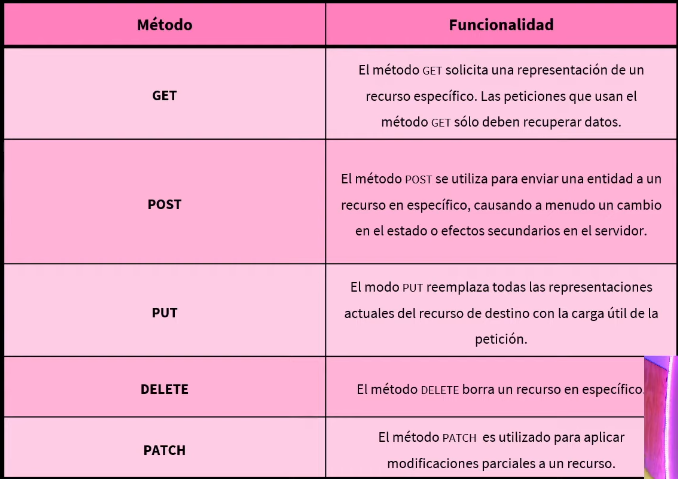 Método
Funcionalidad
GET
El método GET solicita una representación de un
recurso específico. Las peticiones que usan el
método GET sólo deben recuperar datos.
POST
El método POST se utiliza para enviar una entidad a un
recurso en específico, causando a menudo un cambio
en el estado o efectos secundarios en el servidor.
PUT
El modo PUT reemplaza todas las representaciones
actuales del recurso de destino con la carga útil de la
petición.
DELETE
El método DELETE borra un recurso en específico.
PATCH
El método PATCH es utilizado para aplicar
modificaciones parciales a un recurso.